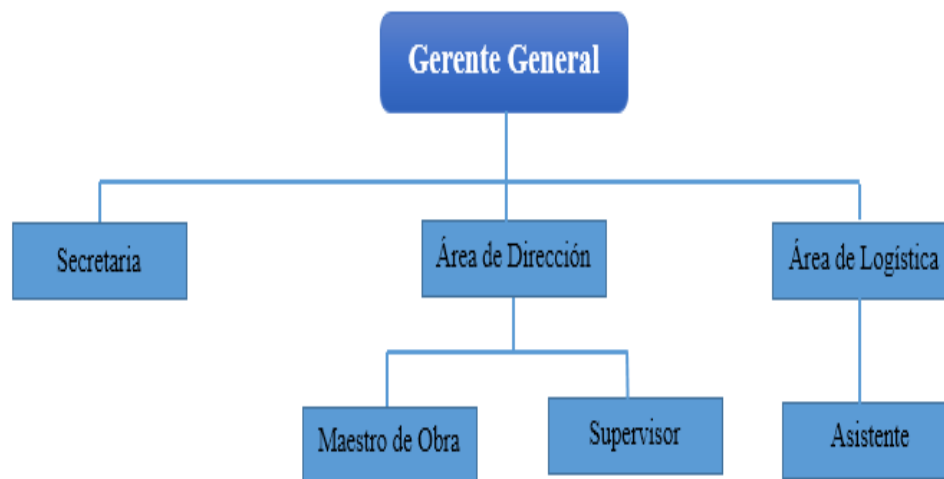 Gerente General
Secretaria
Área de Dirección
Área de Logística
Maestro de Obra
Supervisor
Asistente